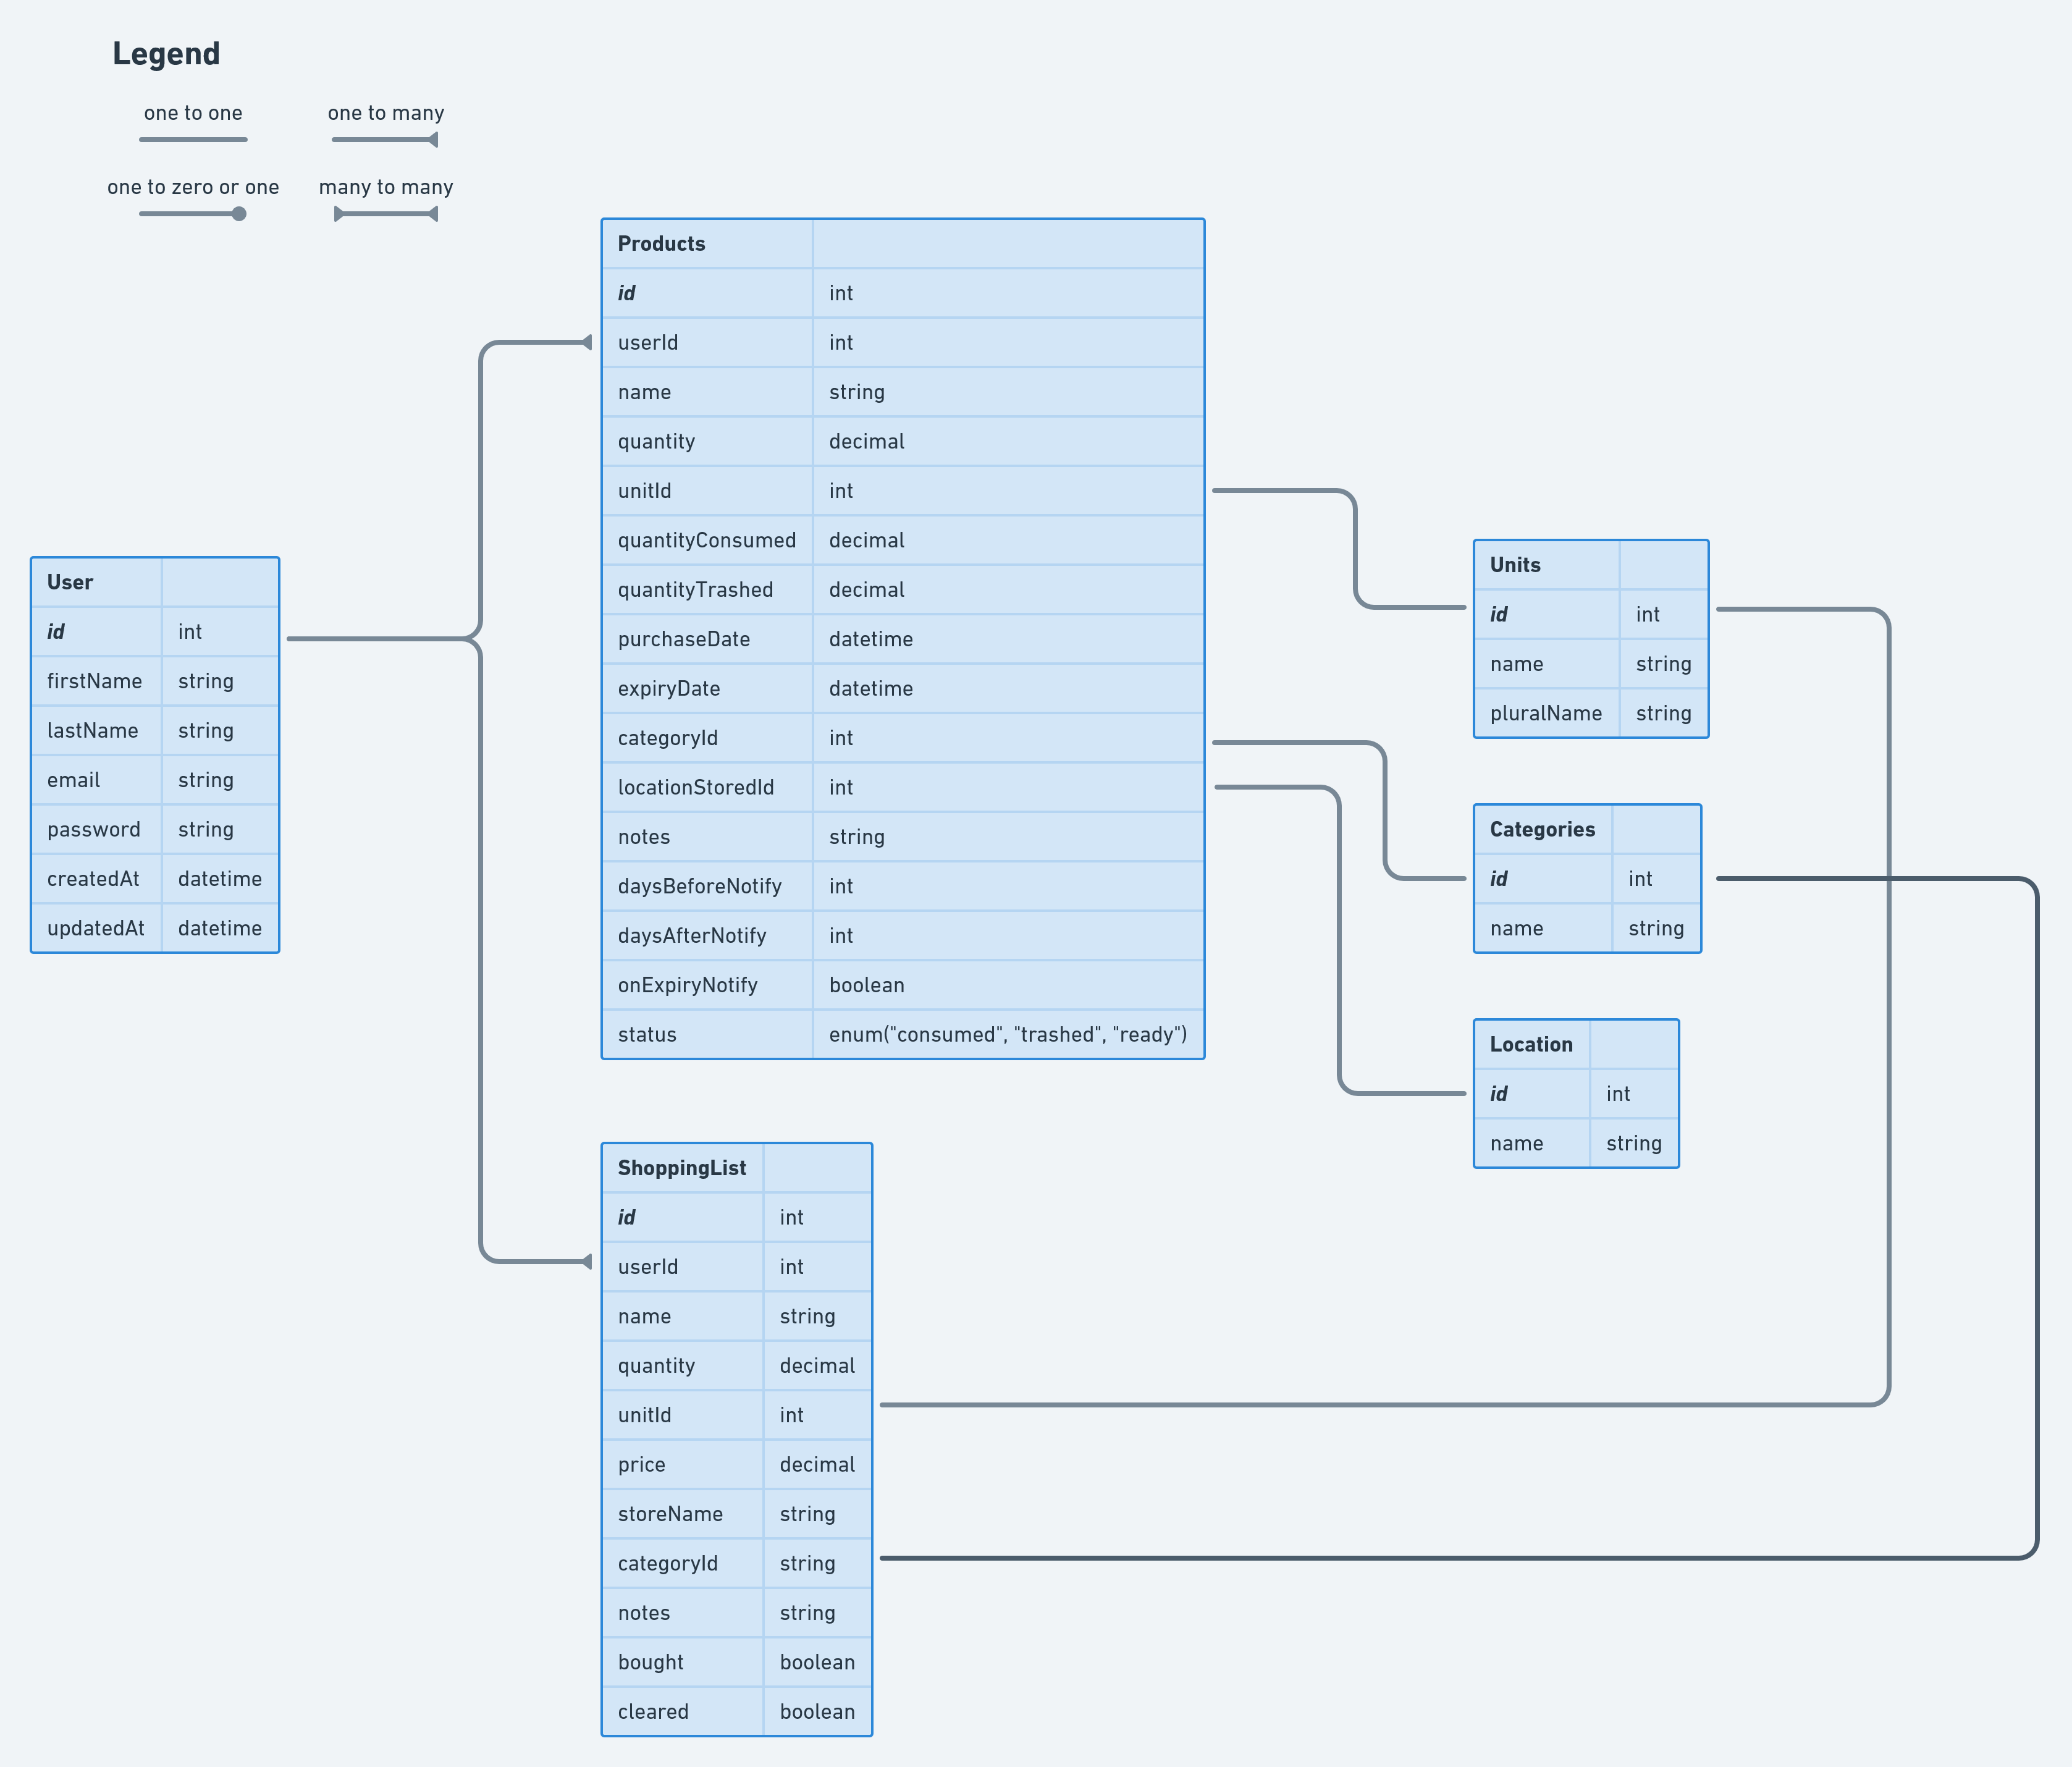 Legend
one to one
one to many
one to zero or one
many to many
Products
id int
userId int
name string
quantity decimal
unitId int
quantityConsumed decimal
quantityTrashed decimal
purchaseDate datetime
expiryDate datetime
categoryId int
locationStoredId int
notes string
daysBeforeNotify int
daysAfterNotify int
onExpiryNotify boolean
status enum("consumed", "trashed", "ready")
User
id int
firstName string
lastName string
email string
password string
createdAt datetime
updatedAt datetime
Units
id int
name string
pluralName string
Categories
id int
name string
Location
id int
name string
ShoppingList
id int
userId int
name string
quantity decimal
unitId int
price decimal
storeName string
categoryId string
notes string
bought boolean
cleared boolean